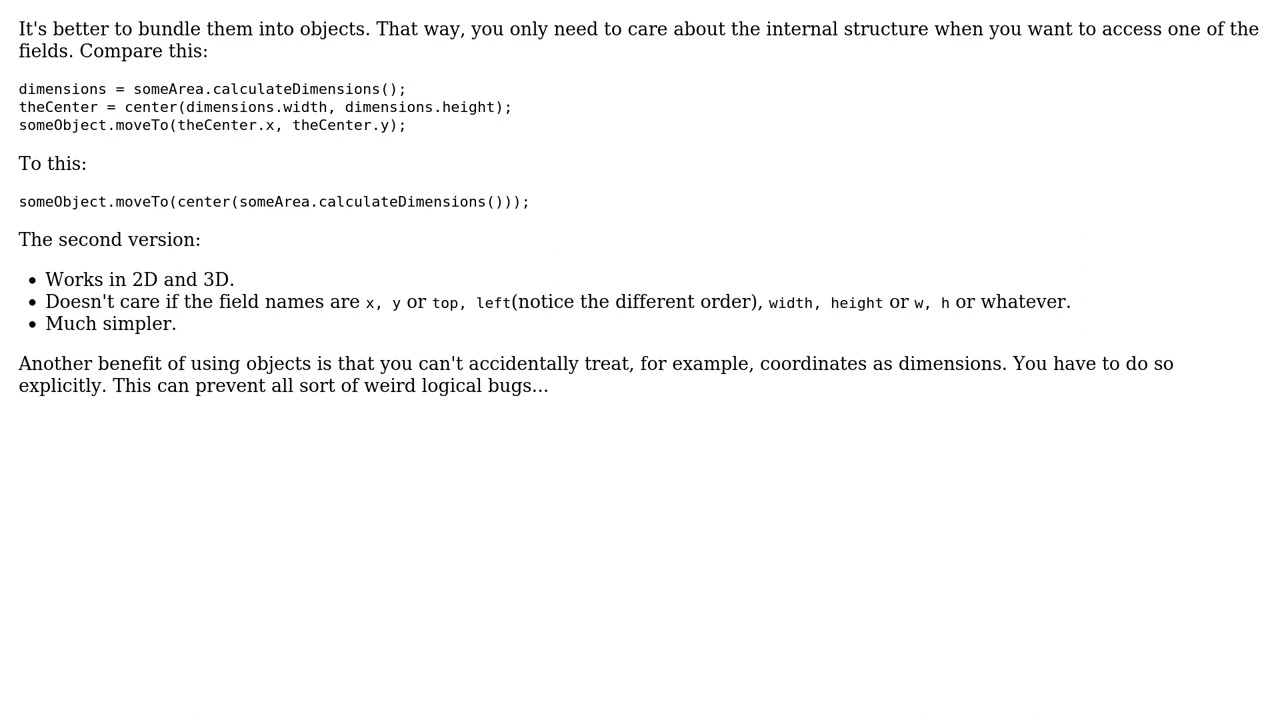 It's better to bundle them into objects. That way, you only need to care about the internal structure when you want to access one of the
fields. Compare this:
dimensions = someArea.calculateDimensions();
theCenter = center(dimensions.width, dimensions.height);
someObject.moveTo(theCenter.x, theCenter.y);
To this:
someObject.moveTo(center(someArea.calculateDimensions()));
The second version:
• Works in 2D and 3D.
• Doesn't care if the field names are x, y or top, left(notice the different order), width, height or w, h or whatever.
• Much simpler.
Another benefit of using objects is that you can't accidentally treat, for example, coordinates as dimensions. You have to do so
explicitly. This can prevent all sort of weird logical bugs...